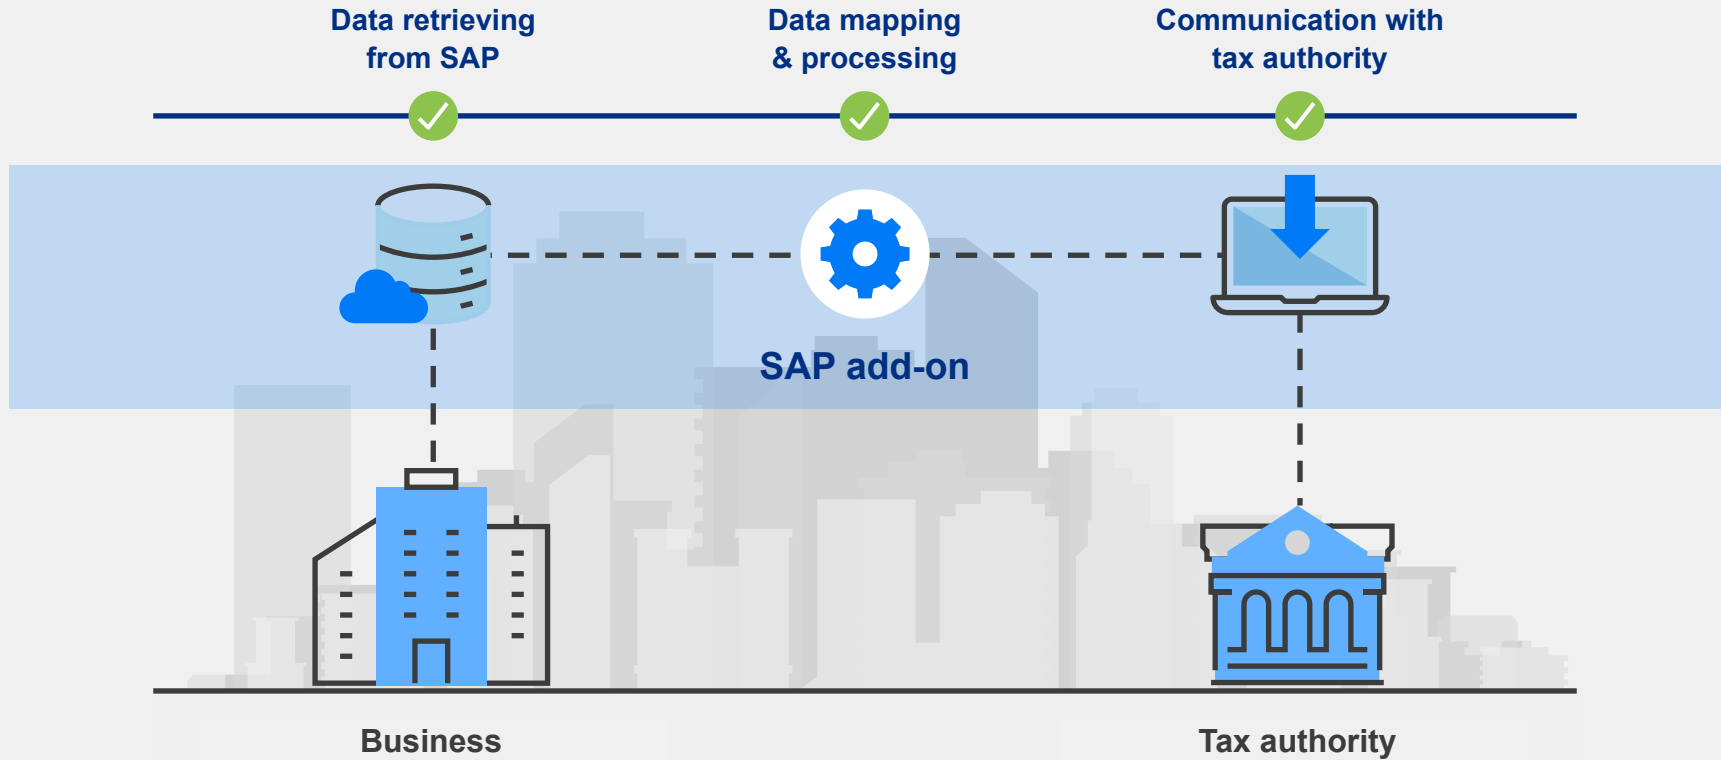 Data retrieving
from SAP
Data mapping
& processing
Communication with
tax authority
SAP add-on
Business
Tax authority